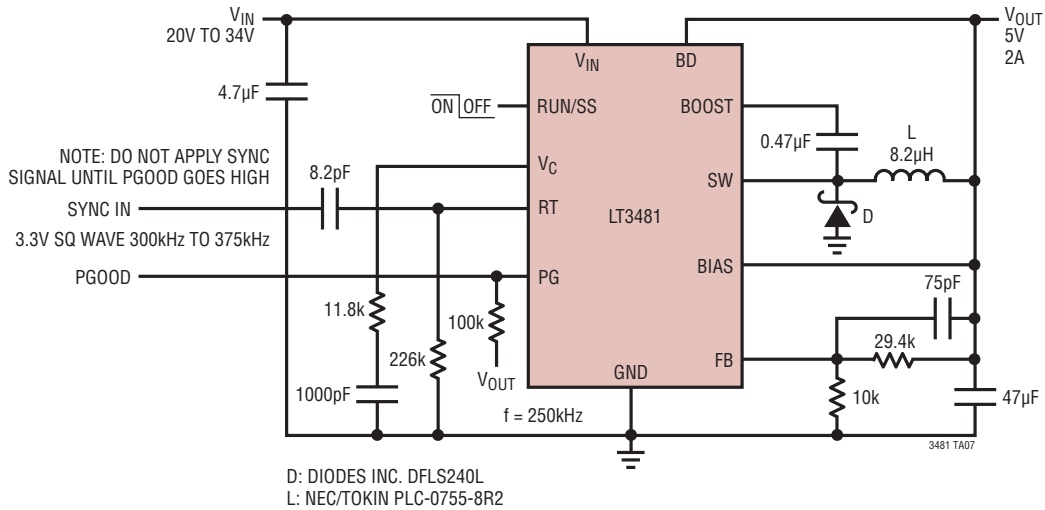 VIN
20V TO 34V
VOUT
5V
2A
4.7µF
VIN
BD
ON OFF
RUN/SS
BOOST
0.47µF
L
8.2µH
NOTE: DO NOT APPLY SYNC
SIGNAL UNTIL PGOOD GOES HIGH
8.2pF
VC
SW
SYNC IN
RT
LT3481
D
3.3V SQ WAVE 300kHz TO 375kHz
PGOOD
PG
BIAS
75pF
11.8k
100k
226k
29.4k
VOUT
FB
GND
1000pF
10k
47µF
f = 250kHz
3481 TA07
D: DIODES INC. DFLS240L
L: NEC/TOKIN PLC-0755-8R2